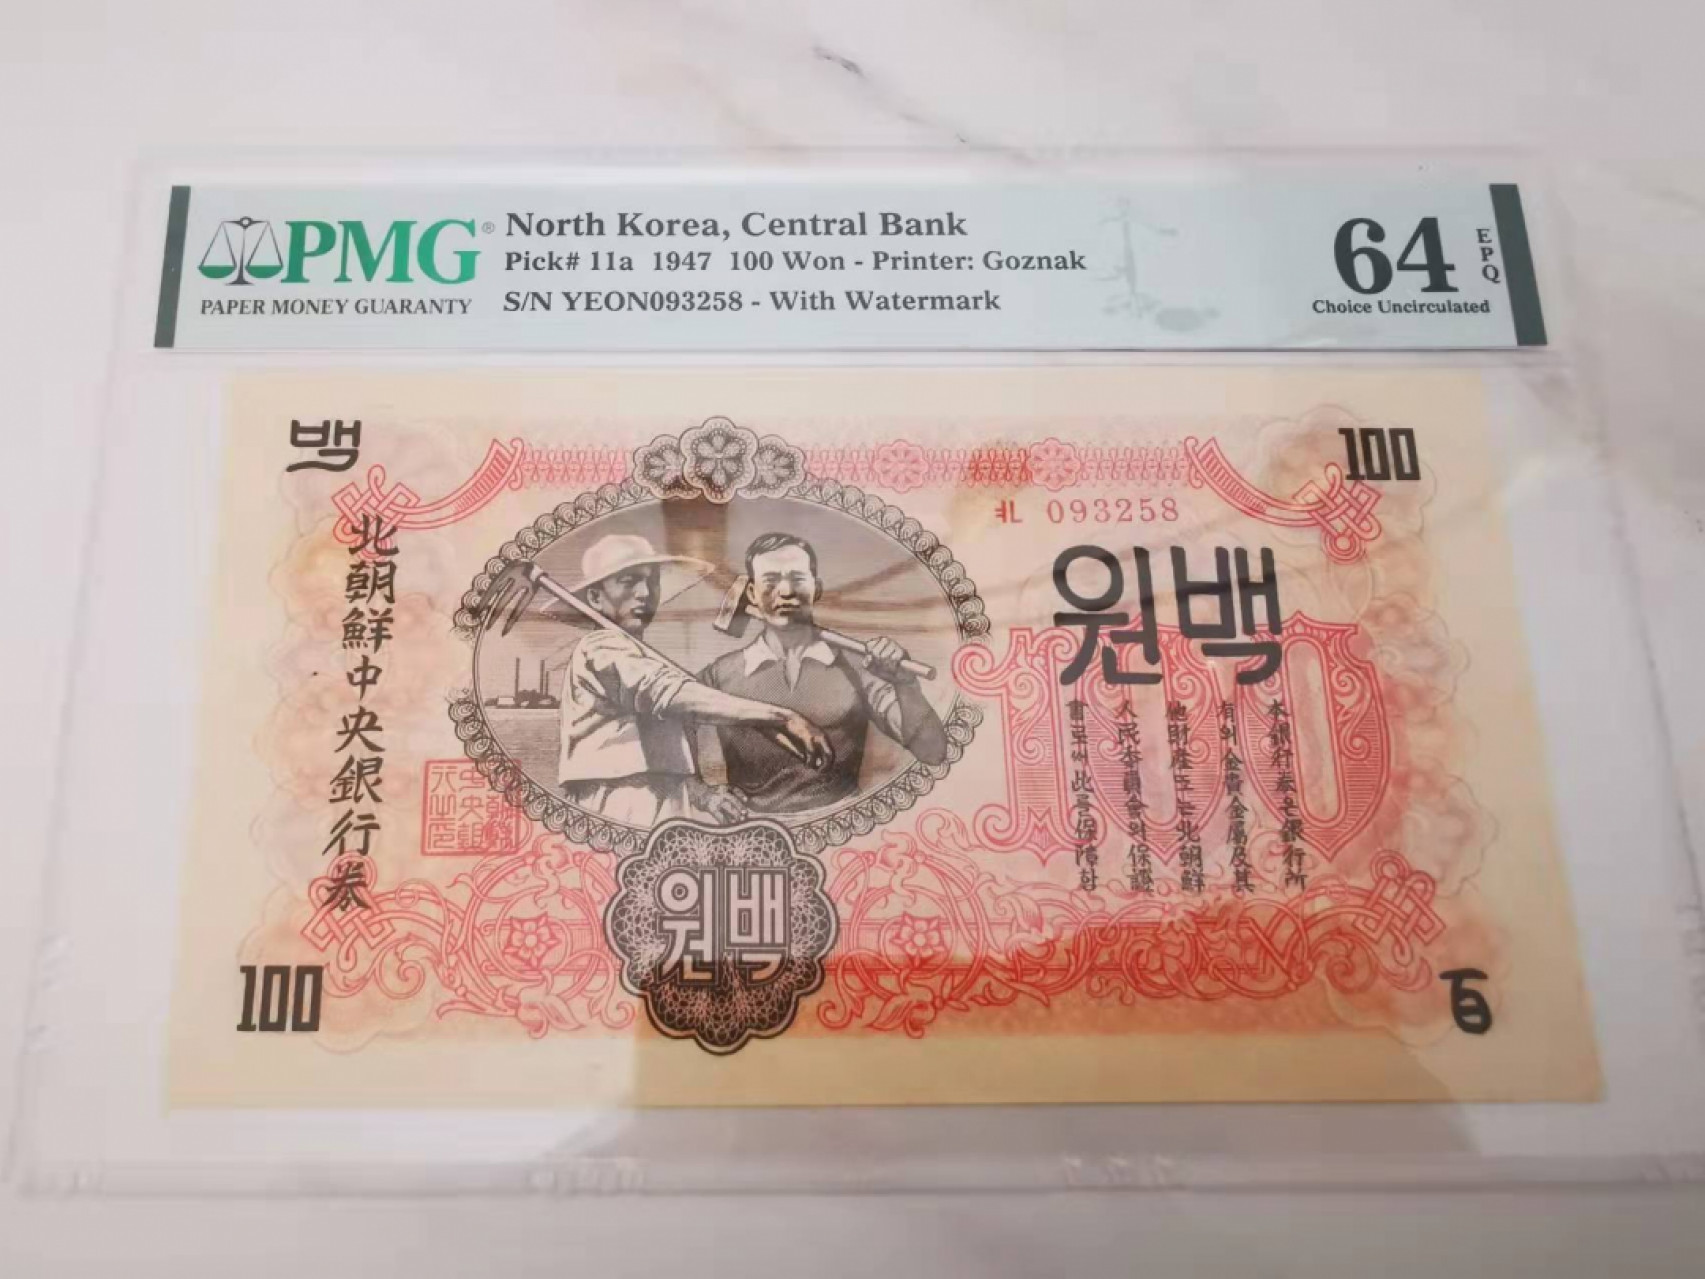 PMG®
PAPER MONEY GUARANTY
North Korea, Central Bank
Pick# 11a 1947 100 Won - Printer: Goznak
S/N YEON093258 - With Watermark
64 EPQ
Choice Uncirculated
백
100
ㅕL 093258
원백
北朝鮮中央銀行券
100
本銀行券은銀行所
有의金貴金屬及其
他財産또는北朝鮮
人民委員會의保證
으로此를保障함
원백
100
百